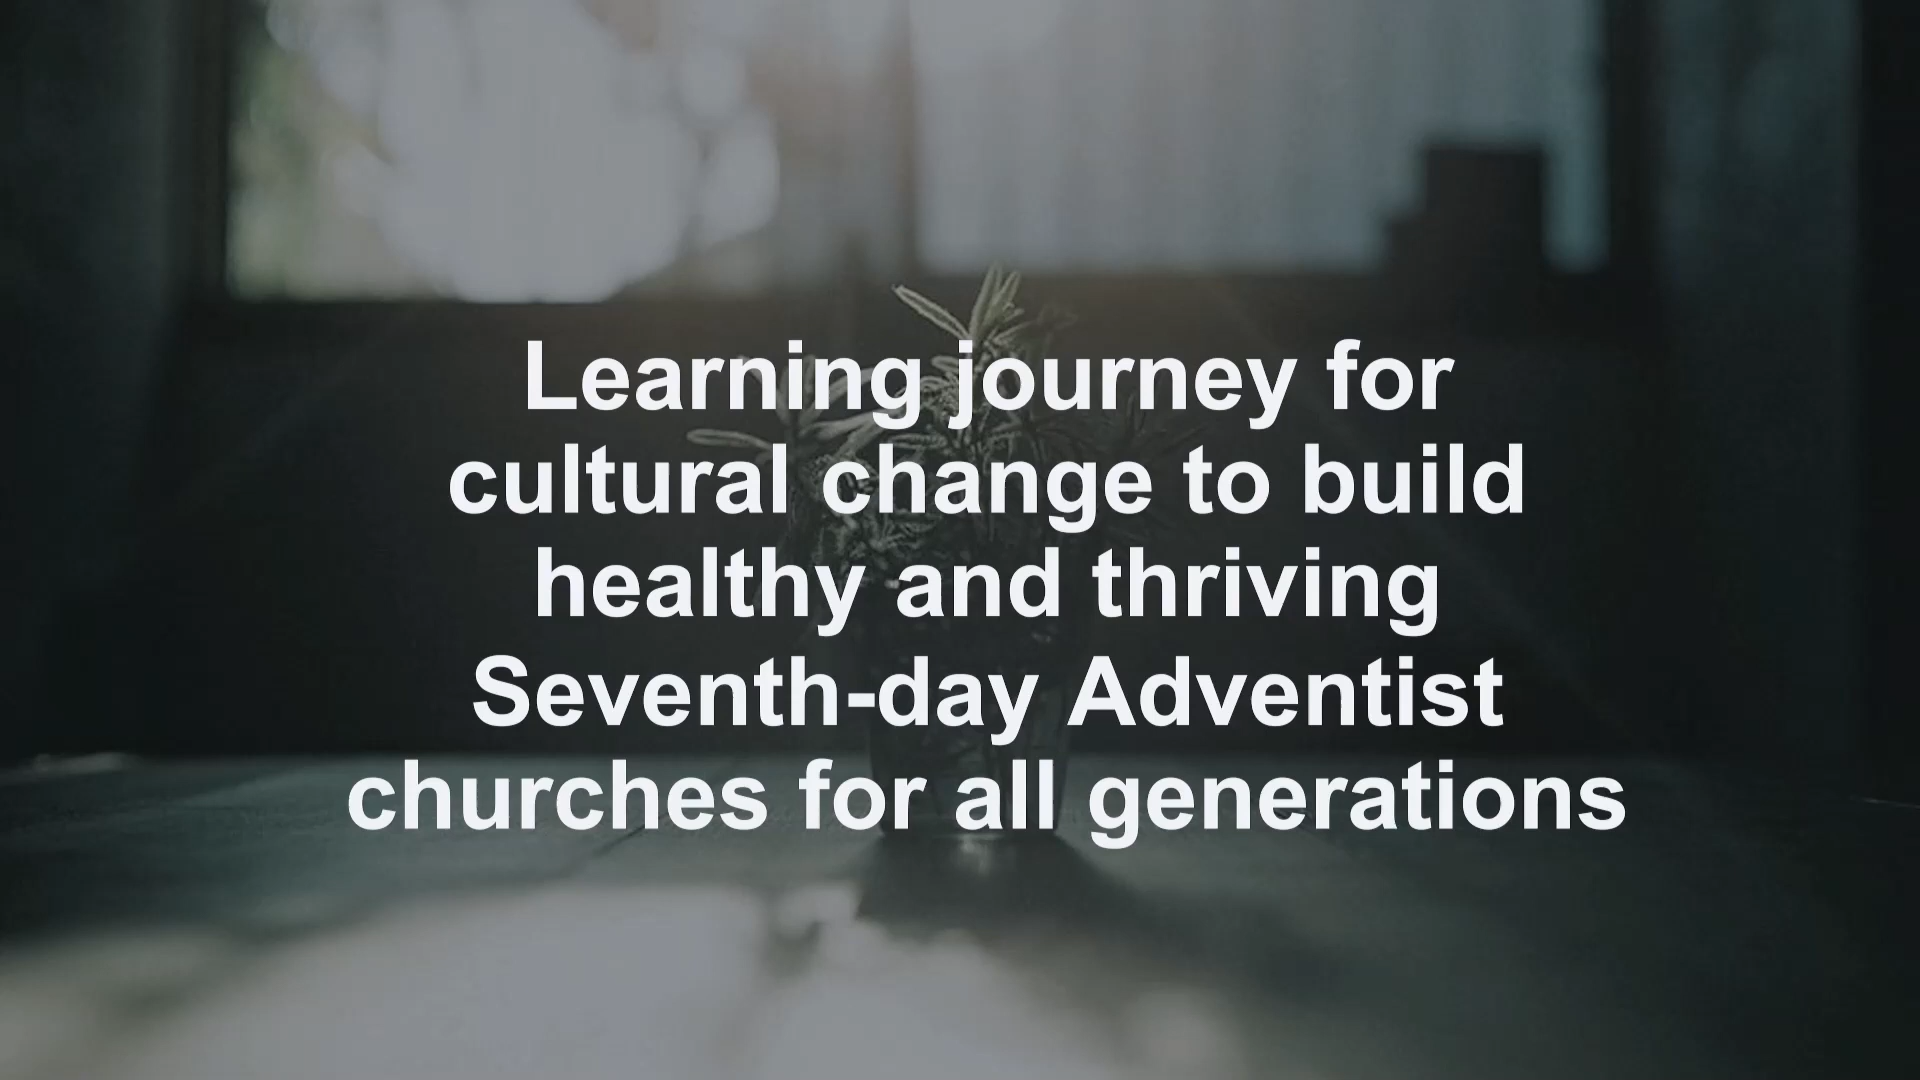 Learning journey for
cultural change to build
healthy and thriving
Seventh-day Adventist
churches for all generations